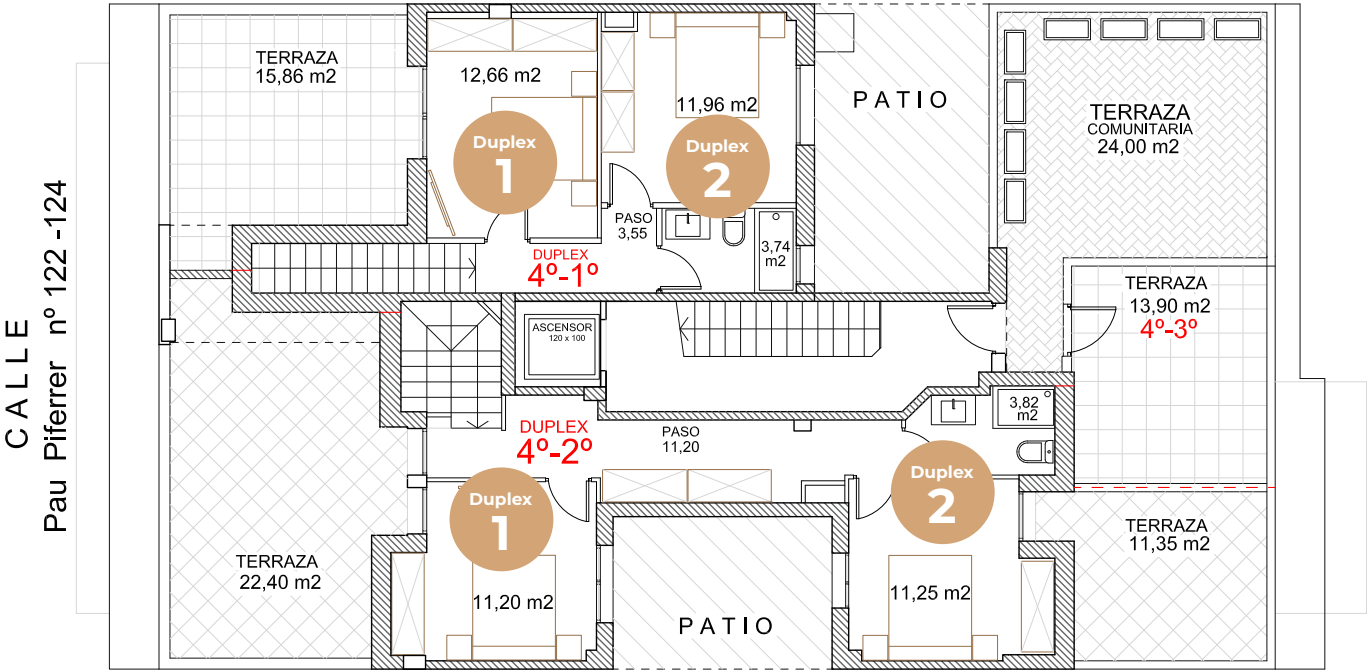 CALLE
Pau Piferrer nº 122 -124
TERRAZA
15,86 m2
12,66 m2
Duplex
1
11,96 m2
Duplex
2
PATIO
TERRAZA
COMUNITARIA
24,00 m2
PASO
3,55
3,74
m2
DUPLEX
4º-1º
ASCENSOR
120 x 100
TERRAZA
13,90 m2
4º-3º
3,82
m2
DUPLEX
4º-2º
PASO
11,20
Duplex
1
Duplex
2
TERRAZA
22,40 m2
11,20 m2
PATIO
11,25 m2
TERRAZA
11,35 m2